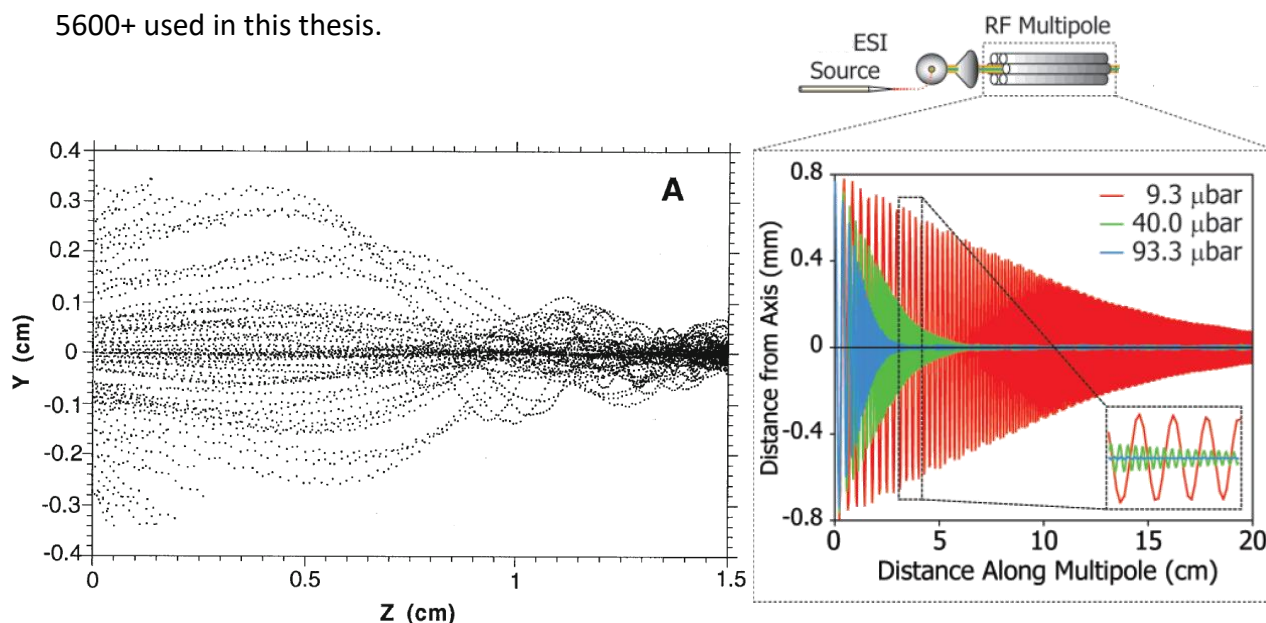 5600+ used in this thesis.
ESI
Source
RF Multipole
A
0.4
0.3
0.2
0.1
0
-0.1
-0.2
-0.3
-0.4
Y (cm)
0
0.5
1
1.5
Z (cm)
9.3 μbar
40.0 μbar
93.3 μbar
0.8
0.4
0
-0.4
-0.8
Distance from Axis (mm)
0
5
10
15
20
Distance Along Multipole (cm)